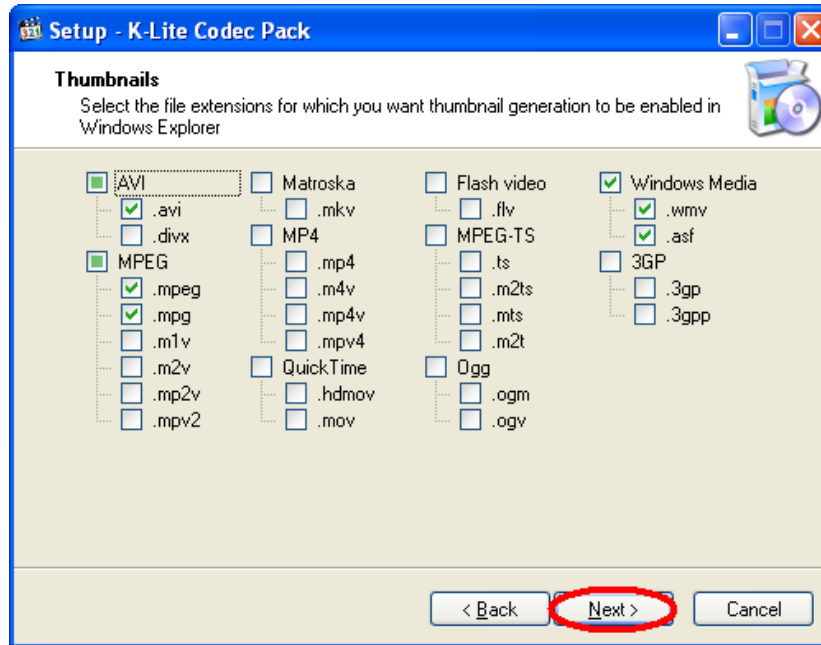 Setup - K-Lite Codec Pack
Thumbnails
Select the file extensions for which you want thumbnail generation to be enabled in
Windows Explorer
AVI
.avi
.divx
MPEG
.mpeg
.mpg
.m1v
.m2v
.mp2v
.mpv2
Matroska
.mkv
MP4
.mp4
.m4v
.mp4v
.mpv4
QuickTime
.hdmov
.mov
Flash video
.flv
MPEG-TS
.ts
.m2ts
.mts
.m2t
Ogg
.ogm
.ogv
Windows Media
.wmv
.asf
3GP
.3gp
.3gpp
< Back
Next >
Cancel